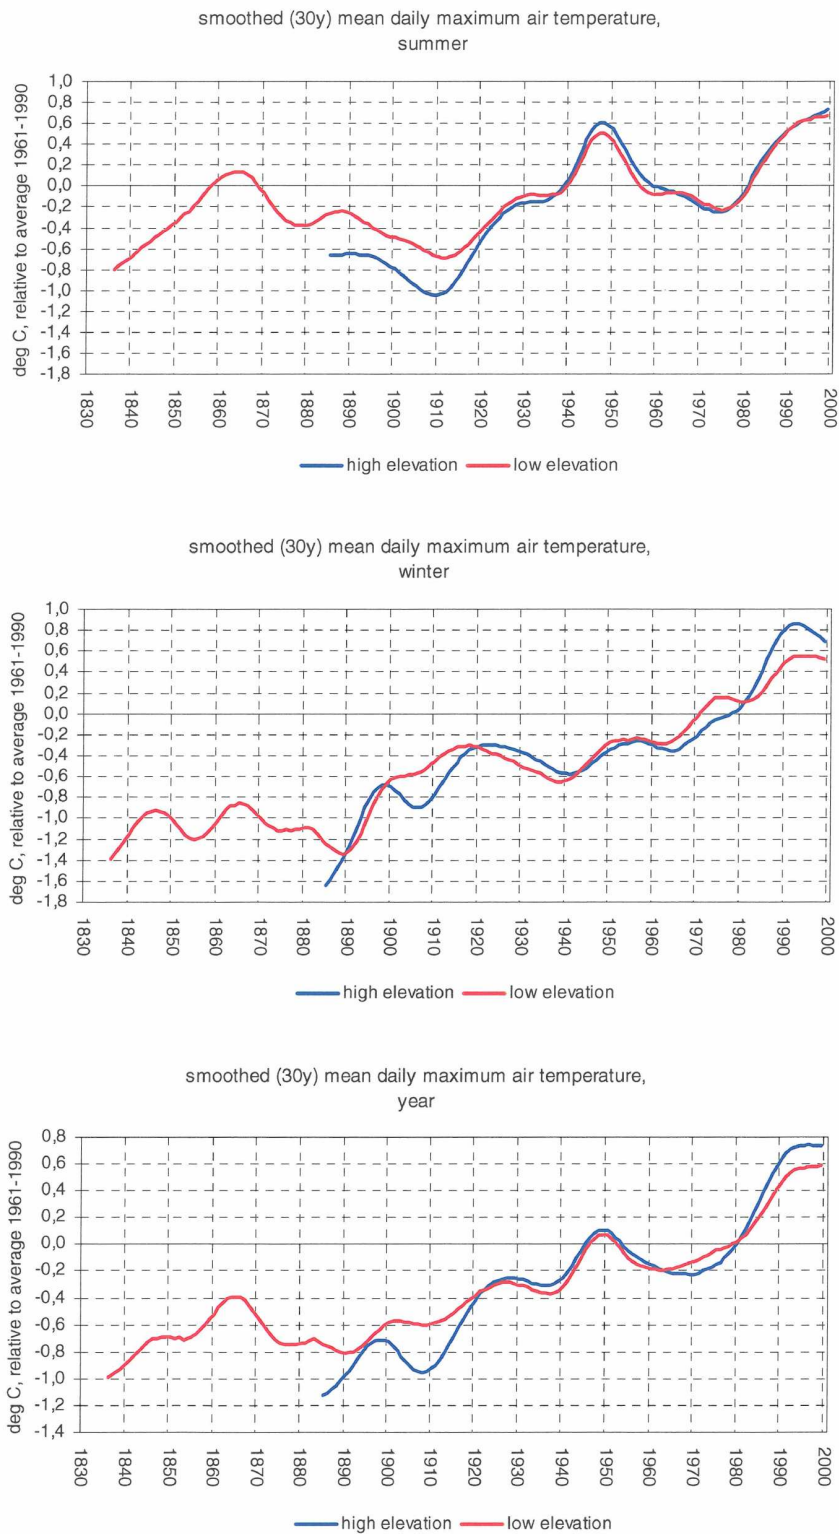 smoothed (30y) mean daily maximum air temperature,
summer
deg C, relative to average 1961-1990
1,0
0,8
0,6
0,4
0,2
0,0
-0,2
-0,4
-0,6
-0,8
-1,0
-1,2
-1,4
-1,6
-1,8
1830 1840 1850 1860 1870 1880 1890 1900 1910 1920 1930 1940 1950 1960 1970 1980 1990 2000
high elevation low elevation
smoothed (30y) mean daily maximum air temperature,
winter
deg C, relative to average 1961-1990
1,0
0,8
0,6
0,4
0,2
0,0
-0,2
-0,4
-0,6
-0,8
-1,0
-1,2
-1,4
-1,6
-1,8
1830 1840 1850 1860 1870 1880 1890 1900 1910 1920 1930 1940 1950 1960 1970 1980 1990 2000
high elevation low elevation
smoothed (30y) mean daily maximum air temperature,
year
deg C, relative to average 1961-1990
0,8
0,6
0,4
0,2
0,0
-0,2
-0,4
-0,6
-0,8
-1,0
-1,2
-1,4
1830 1840 1850 1860 1870 1880 1890 1900 1910 1920 1930 1940 1950 1960 1970 1980 1990 2000
high elevation low elevation